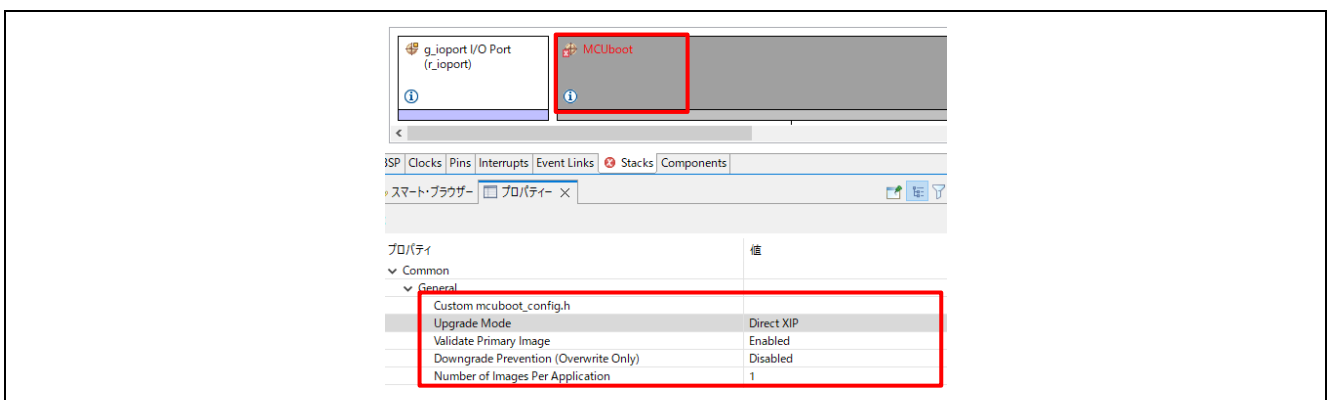 g_ioport I/O Port
(r_ioport)
MCUboot
BSP Clocks Pins Interrupts Event Links Stacks Components
スマート・ブラウザー プロパティー
プロパティ 値
Common
General
Custom mcuboot_config.h
Upgrade Mode Direct XIP
Validate Primary Image Enabled
Downgrade Prevention (Overwrite Only) Disabled
Number of Images Per Application 1